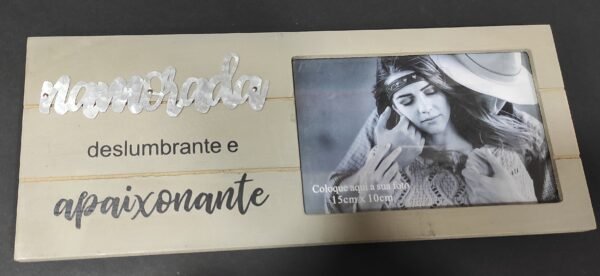 namorada
deslumbrante e
apaixonante
Coloque aqui a sua foto
15cm x 10cm